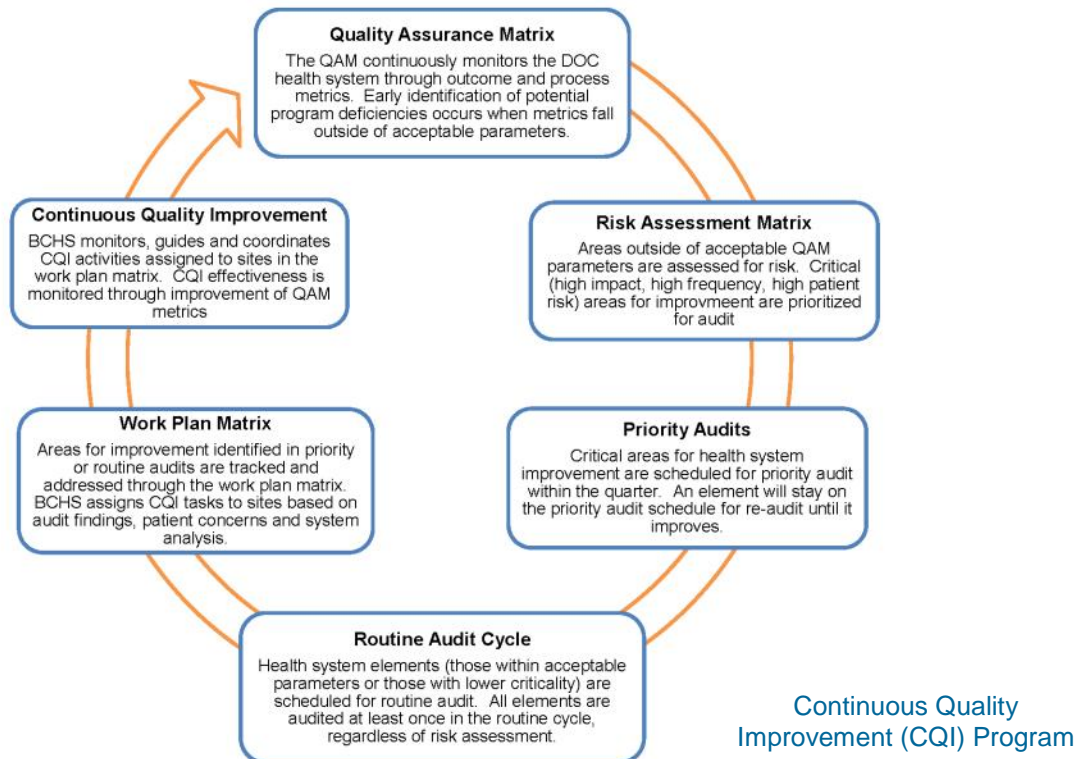 Quality Assurance Matrix
The QAM continuously monitors the DOC
health system through outcome and process
metrics. Early identification of potential
program deficiencies occurs when metrics fall
outside of acceptable parameters.
Risk Assessment Matrix
Areas outside of acceptable QAM
parameters are assessed for risk. Critical
(high impact, high frequency, high patient
risk) areas for improvmeent are prioritized
for audit
Priority Audits
Critical areas for health system
improvement are scheduled for priority audit
within the quarter. An element will stay on
the priority audit schedule for re-audit until it
improves.
Routine Audit Cycle
Health system elements (those within acceptable
parameters or those with lower criticality) are
scheduled for routine audit. All elements are
audited at least once in the routine cycle,
regardless of risk assessment.
Work Plan Matrix
Areas for improvement identified in priority
or routine audits are tracked and
addressed through the work plan matrix.
BCHS assigns CQI tasks to sites based on
audit findings, patient concerns and system
analysis.
Continuous Quality Improvement
BCHS monitors, guides and coordinates
CQI activities assigned to sites in the
work plan matrix. CQI effectiveness is
monitored through improvement of QAM
metrics
Continuous Quality
Improvement (CQI) Program